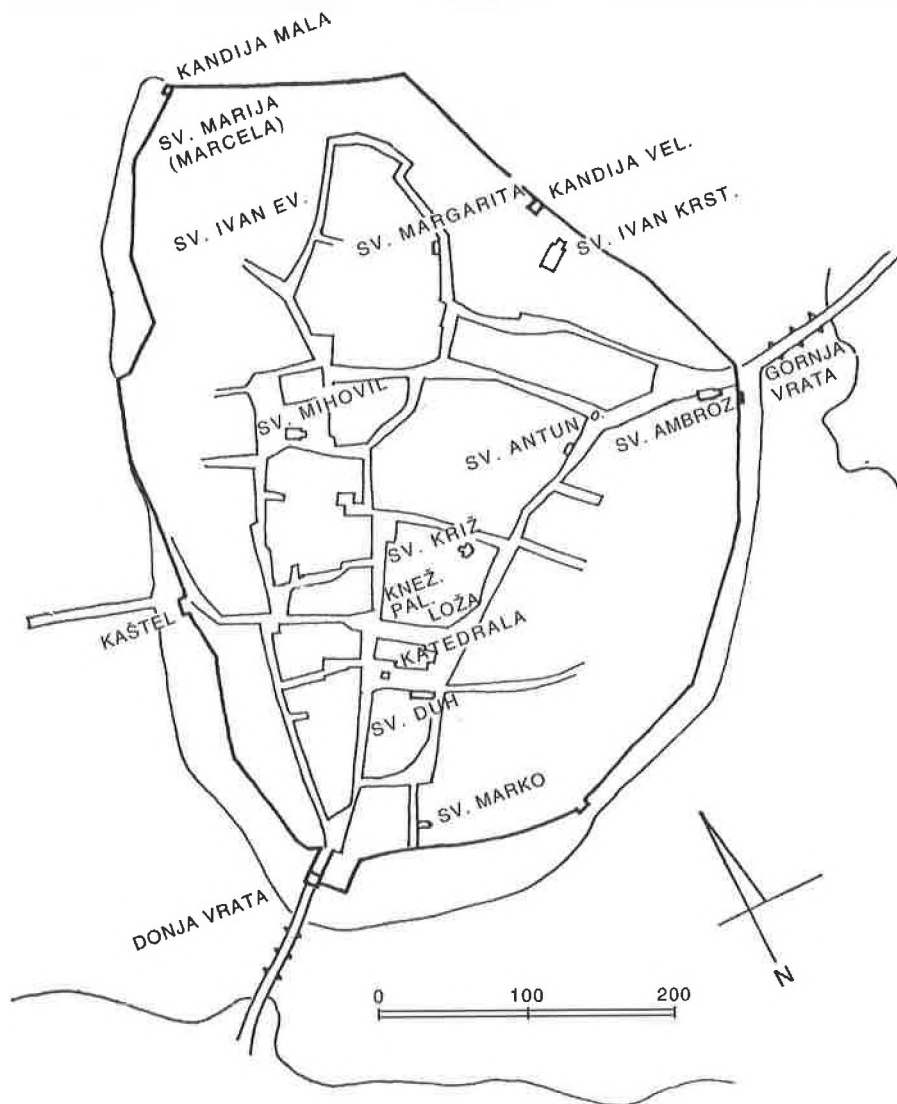 KANDIJA MALA
SV. MARIJA
(MARCELA)
SV. IVAN EV.
SV. MARGARITA
KANDIJA VEL.
SV. IVAN KRST.
GORNJA
VRATA
SV. MIHOVIL
SV. ANTUN
SV. AMBROZ
SV. KRIŽ
KNEŽ.
PAL.
LOŽA
KAŠTEL
KATEDRALA
SV. DUH
SV. MARKO
DONJA VRATA
N
0 100 200